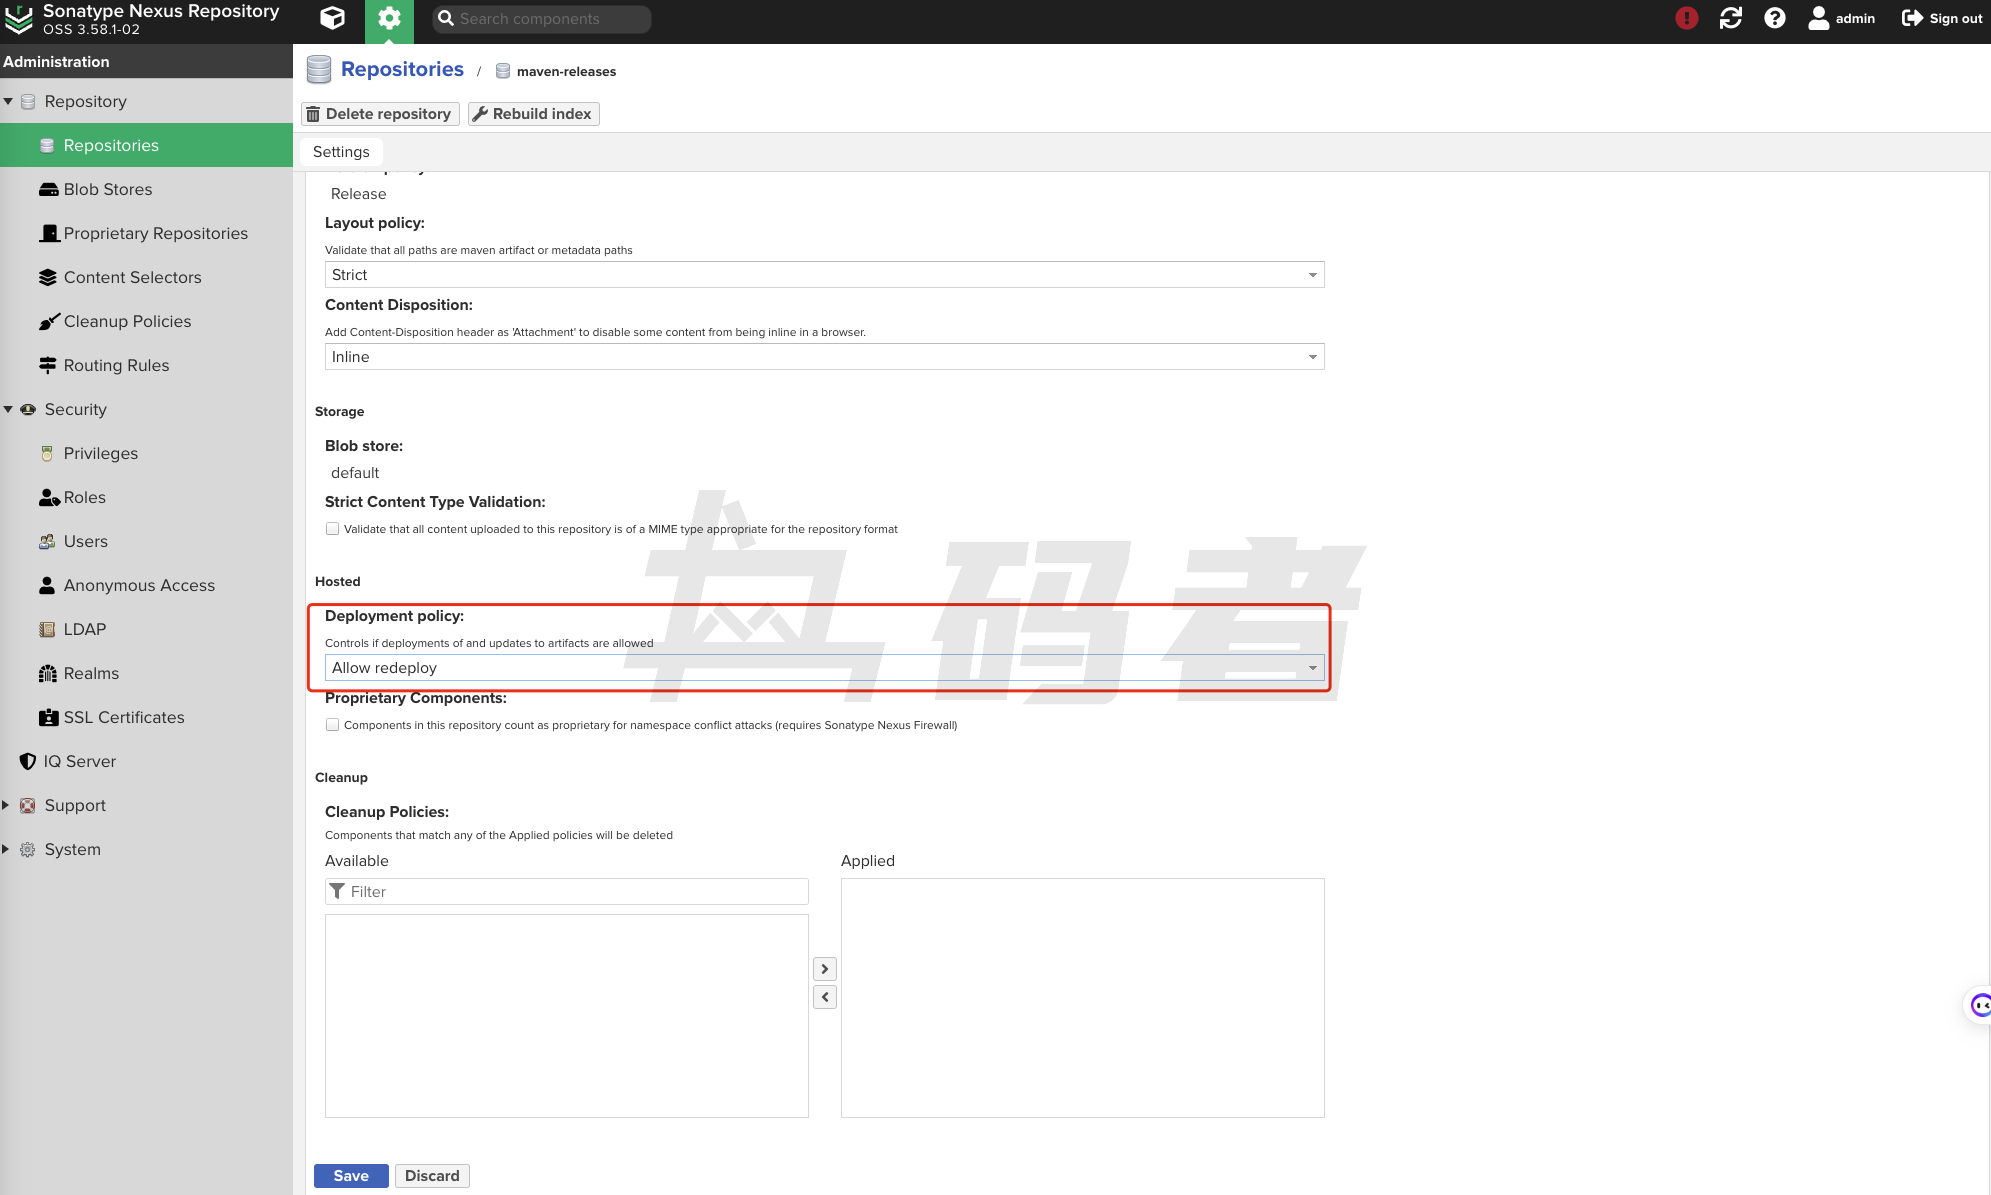 Sonatype Nexus Repository
OSS 3.58.1-02
Search components
admin
Sign out
Administration
Repository
Repositories
Blob Stores
Proprietary Repositories
Content Selectors
Cleanup Policies
Routing Rules
Security
Privileges
Roles
Users
Anonymous Access
LDAP
Realms
SSL Certificates
IQ Server
Support
System
Repositories / maven-releases
Delete repository
Rebuild index
Settings
Release
Layout policy:
Validate that all paths are maven artifact or metadata paths
Strict
Content Disposition:
Add Content-Disposition header as 'Attachment' to disable some content from being inline in a browser.
Inline
Storage
Blob store:
default
Strict Content Type Validation:
Validate that all content uploaded to this repository is of a MIME type appropriate for the repository format
Hosted
Deployment policy:
Controls if deployments of and updates to artifacts are allowed
Allow redeploy
Proprietary Components:
Components in this repository count as proprietary for namespace conflict attacks (requires Sonatype Nexus Firewall)
Cleanup
Cleanup Policies:
Components that match any of the Applied policies will be deleted
Available
Applied
Filter
Save
Discard
码者